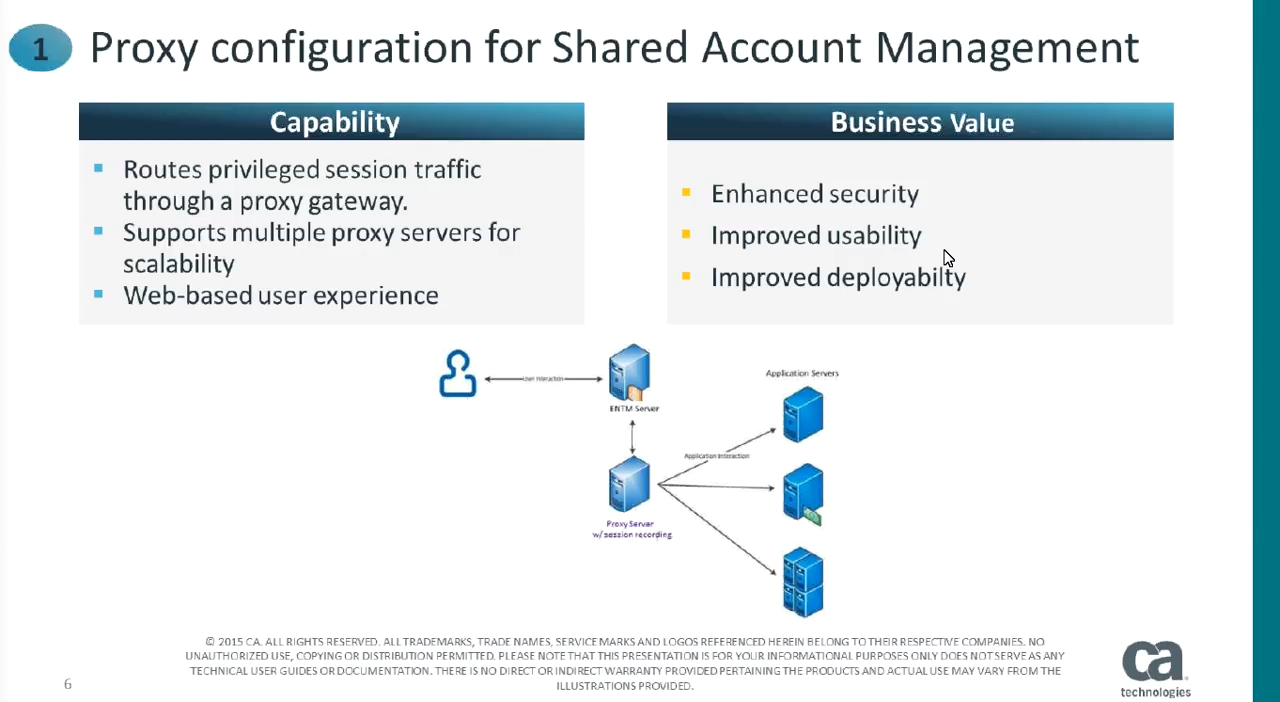 1 Proxy configuration for Shared Account Management
Capability
Routes privileged session traffic
through a proxy gateway.
Supports multiple proxy servers for
scalability
Web-based user experience
Business Value
Enhanced security
Improved usability
Improved deployabilty
User Interaction
ENTM Server
Application Servers
Application Interaction
Proxy Server
w/ session recording
© 2015 CA. ALL RIGHTS RESERVED. ALL TRADEMARKS, TRADE NAMES, SERVICE MARKS AND LOGOS REFERENCED HEREIN BELONG TO THEIR RESPECTIVE COMPANIES. NO
UNAUTHORIZED USE, COPYING OR DISTRIBUTION PERMITTED. PLEASE NOTE THAT THIS PRESENTATION IS FOR YOUR INFORMATIONAL PURPOSES ONLY DOES NOT SERVE AS ANY
TECHNICAL USER GUIDES OR DOCUMENTATION. THERE IS NO DIRECT OR INDIRECT WARRANTY PROVIDED PERTAINING THE PRODUCTS AND ACTUAL USE MAY VARY FROM THE
ILLUSTRATIONS PROVIDED.
6
ca
technologies